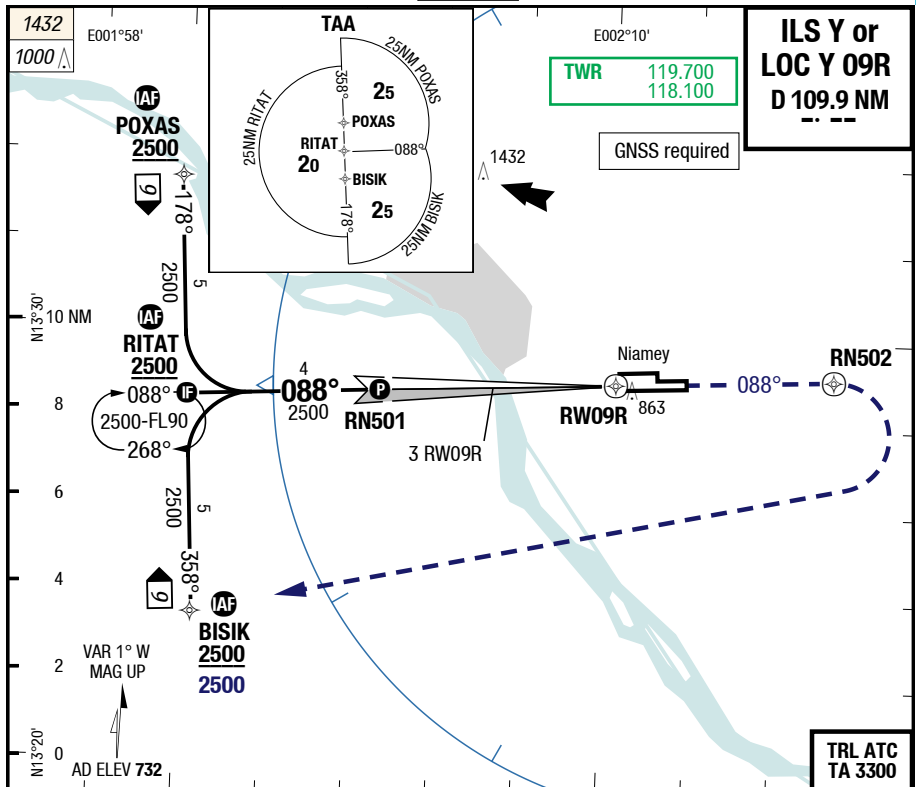 1432
1000
E001°58'
TAA
25NM POXAS
25NM RITAT
25NM BISIK
358°
25
POXAS
RITAT
20
088°
BISIK
178°
25
E002°10'
TWR 119.700
118.100
ILS Y or
LOC Y 09R
D 109.9 NM
GNSS required
1432
IAF
POXAS
2500
9
178°
2500
5
N13°30'
10 NM
IAF
RITAT
2500
088°
IF
2500-FL90
268°
8
4
088°
2500
P
RN501
3 RW09R
Niamey
RW09R
863
088°
RN502
6
2500
5
358°
4
9
IAF
BISIK
2500
2500
VAR 1° W
MAG UP
2
N13°20'
0
AD ELEV 732
TRL ATC
TA 3300